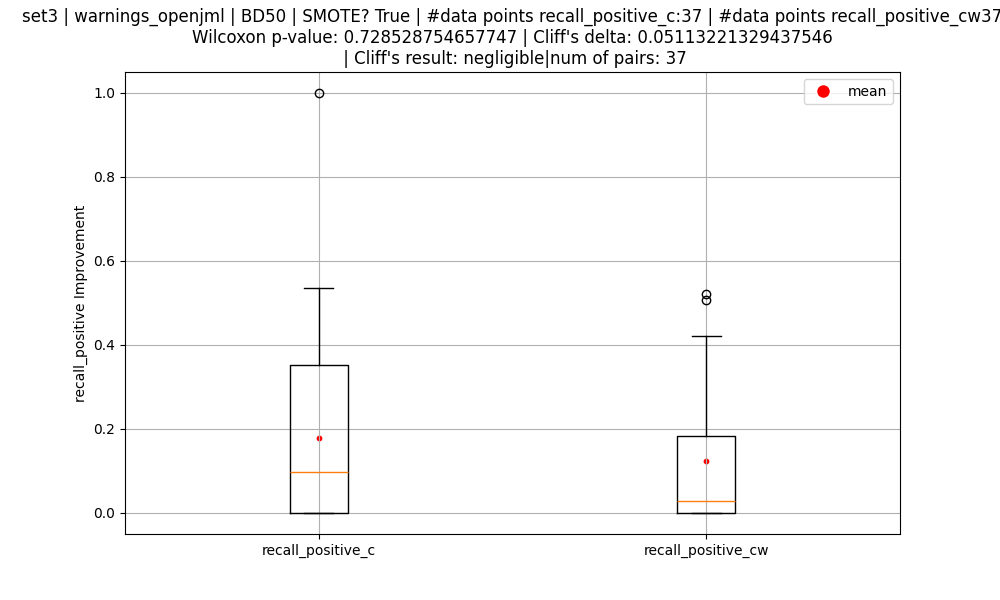 set3 | warnings_openjml | BD50 | SMOTE? True | #data points recall_positive_c:37 | #data points recall_positive_cw37
Wilcoxon p-value: 0.728528754657747 | Cliff's delta: 0.05113221329437546
| Cliff's result: negligible|num of pairs: 37
mean
1.0
0.8
0.6
0.4
0.2
0.0
recall_positive Improvement
recall_positive_c
recall_positive_cw